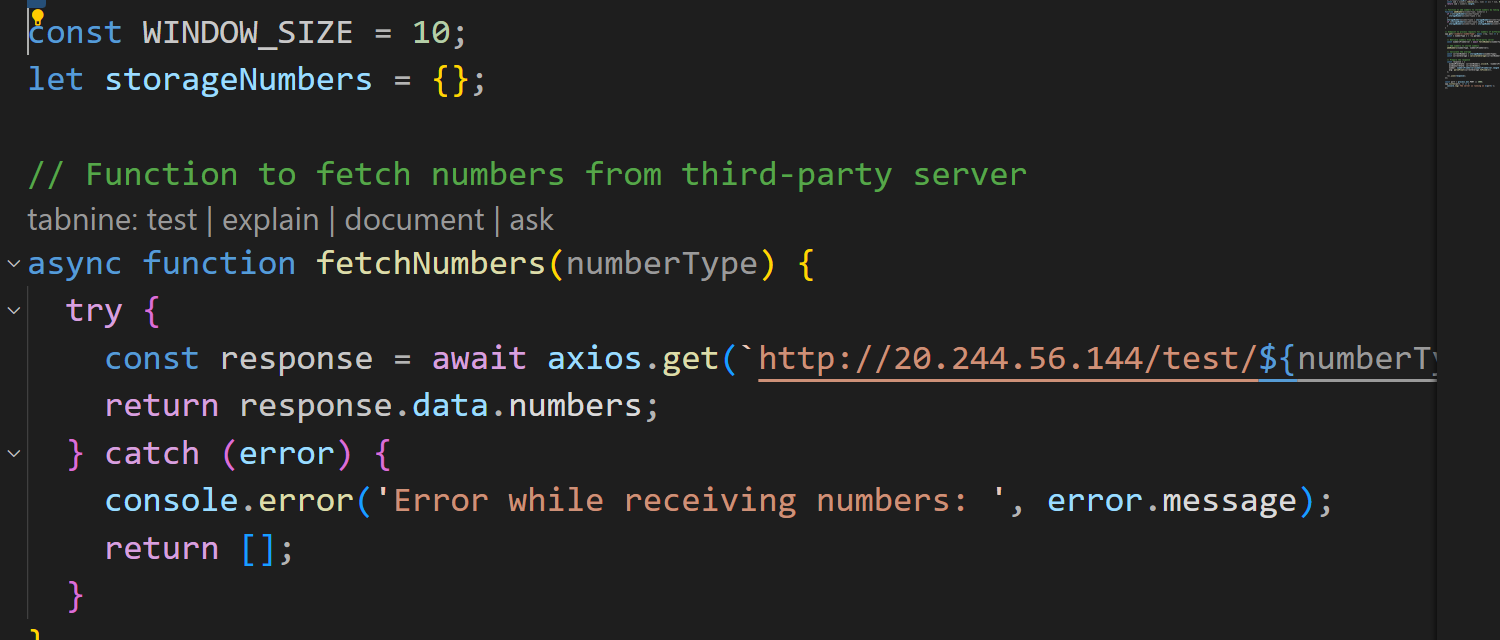 const WINDOW_SIZE = 10;
let storageNumbers = {};
// Function to fetch numbers from third-party server
tabnine: test | explain | document | ask
async function fetchNumbers(numberType) {
try {
const response = await axios.get(`http://20.244.56.144/test/${numberTy
return response.data.numbers;
} catch (error) {
console.error('Error while receiving numbers: ', error.message);
return [];
}
}